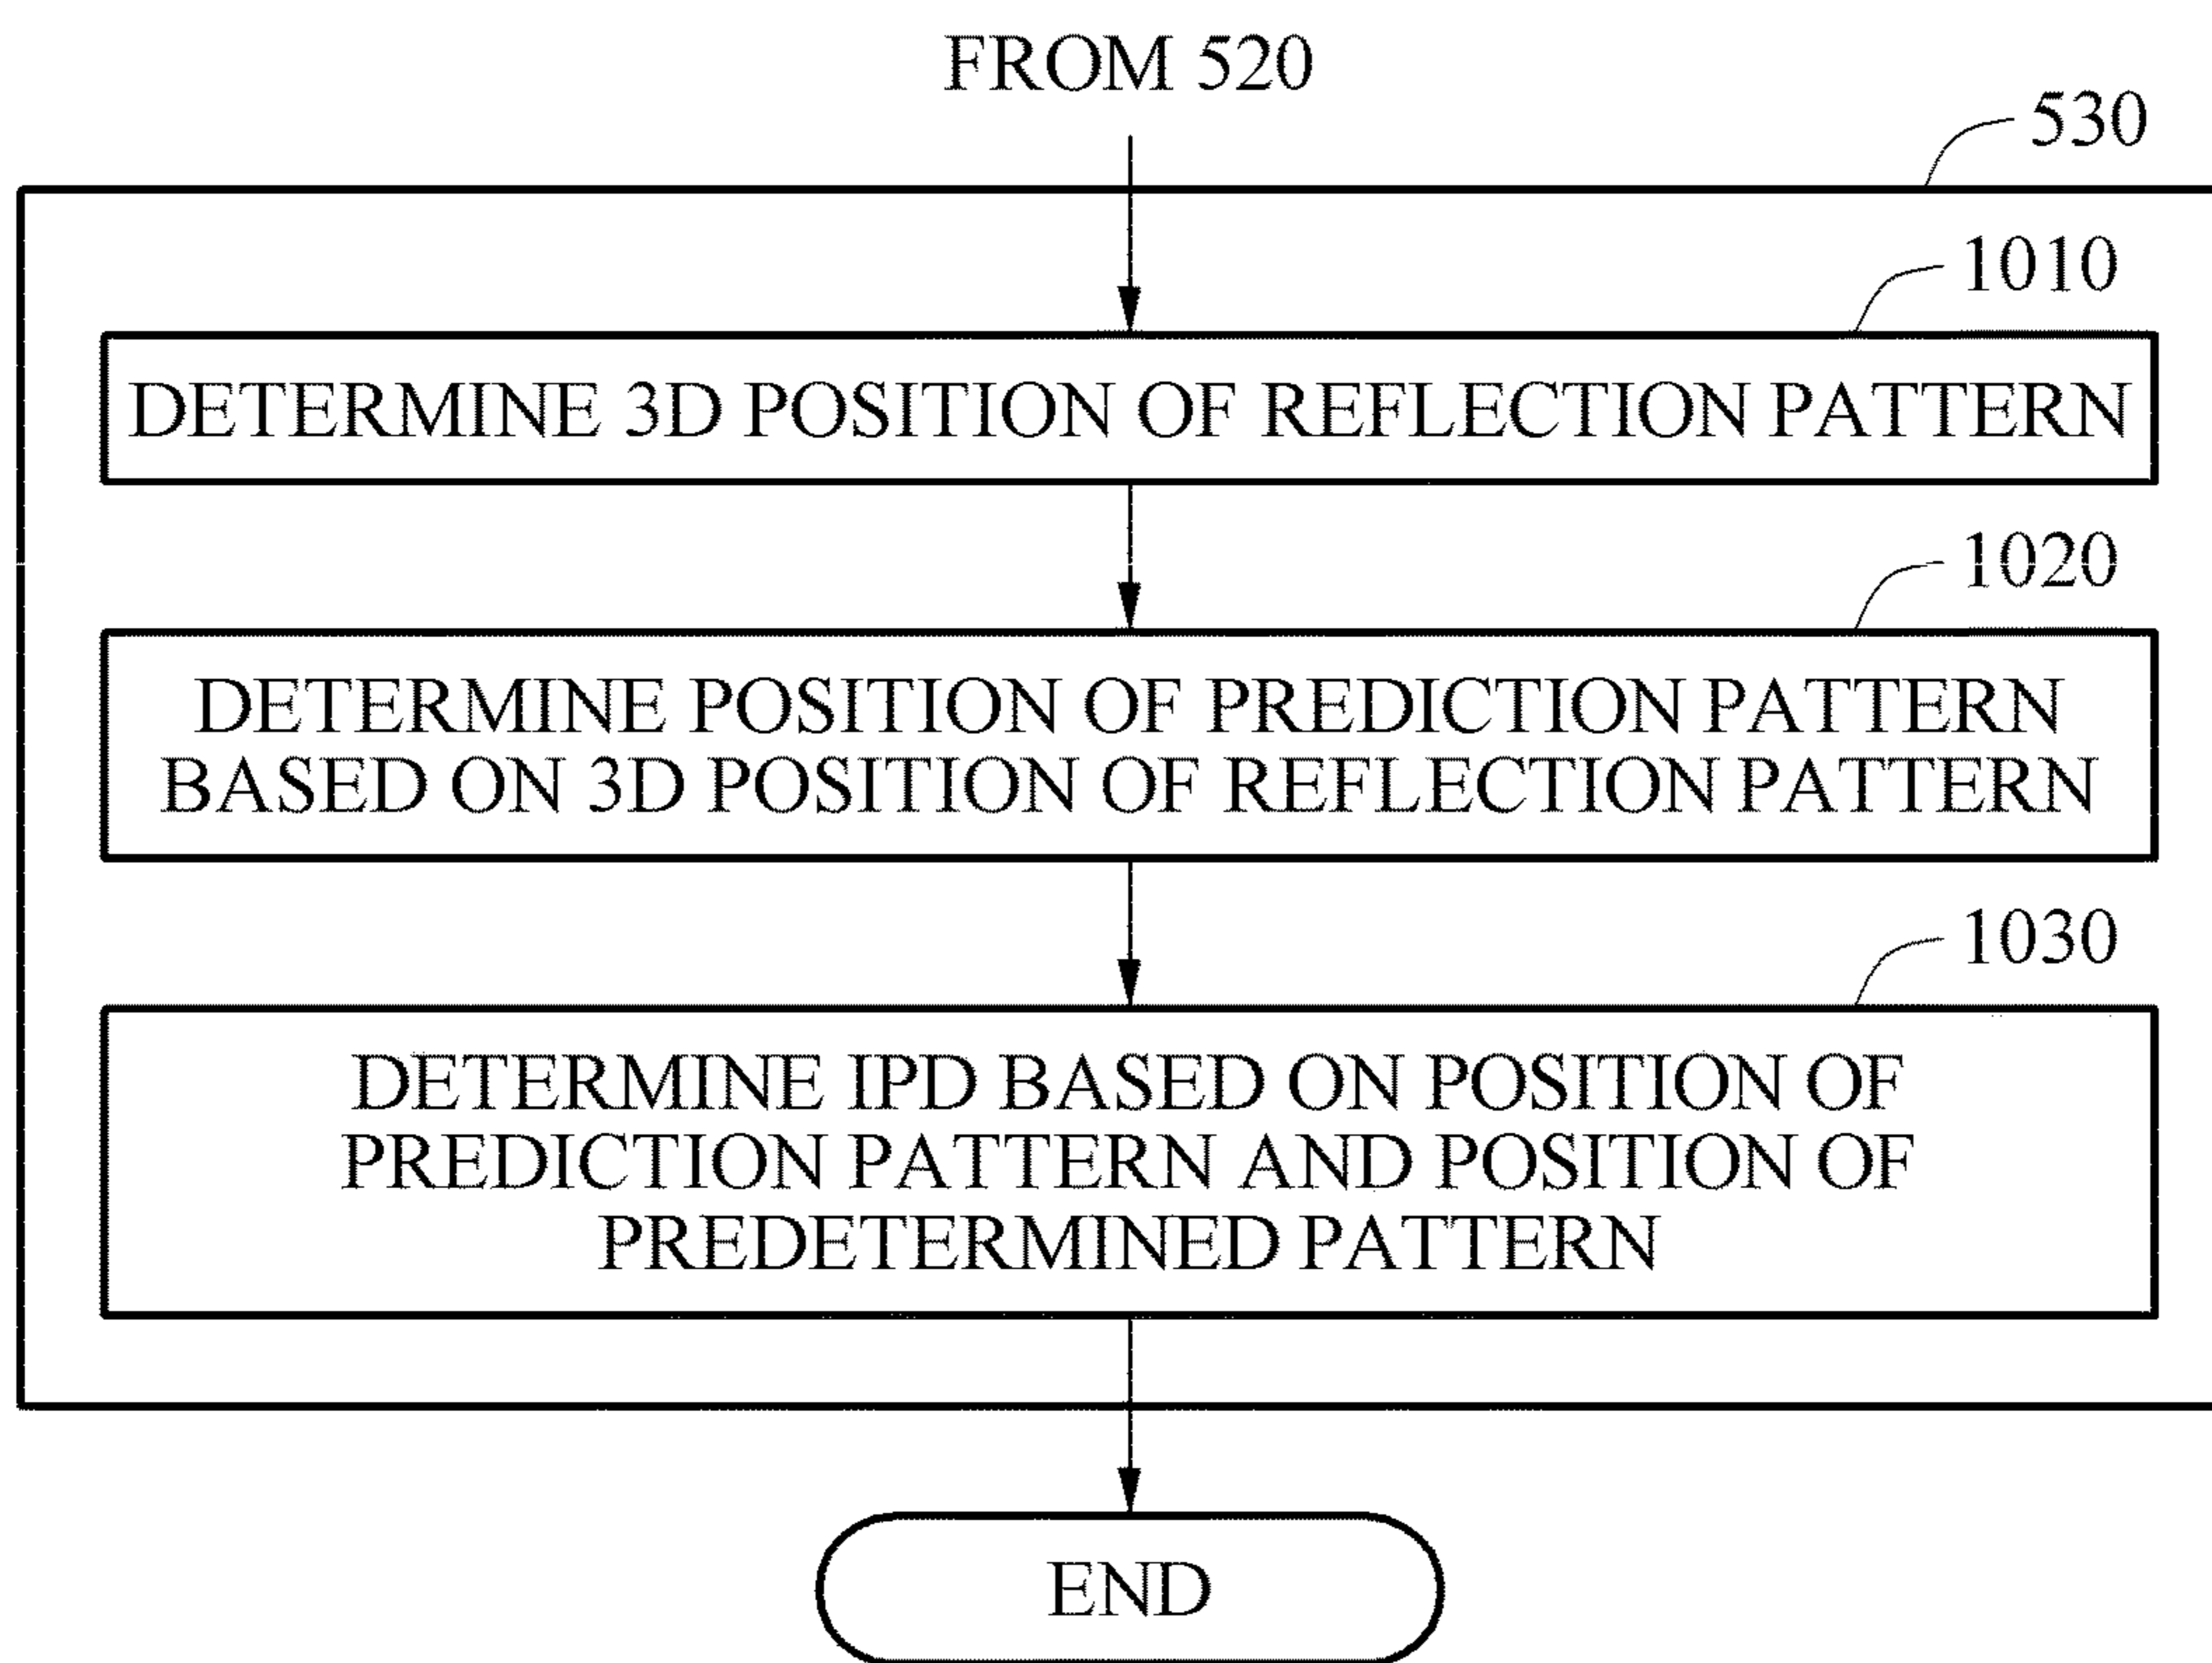 FROM 520
530
1010
DETERMINE 3D POSITION OF REFLECTION PATTERN
1020
DETERMINE POSITION OF PREDICTION PATTERN
BASED ON 3D POSITION OF REFLECTION PATTERN
1030
DETERMINE IPD BASED ON POSITION OF
PREDICTION PATTERN AND POSITION OF
PREDETERMINED PATTERN
END